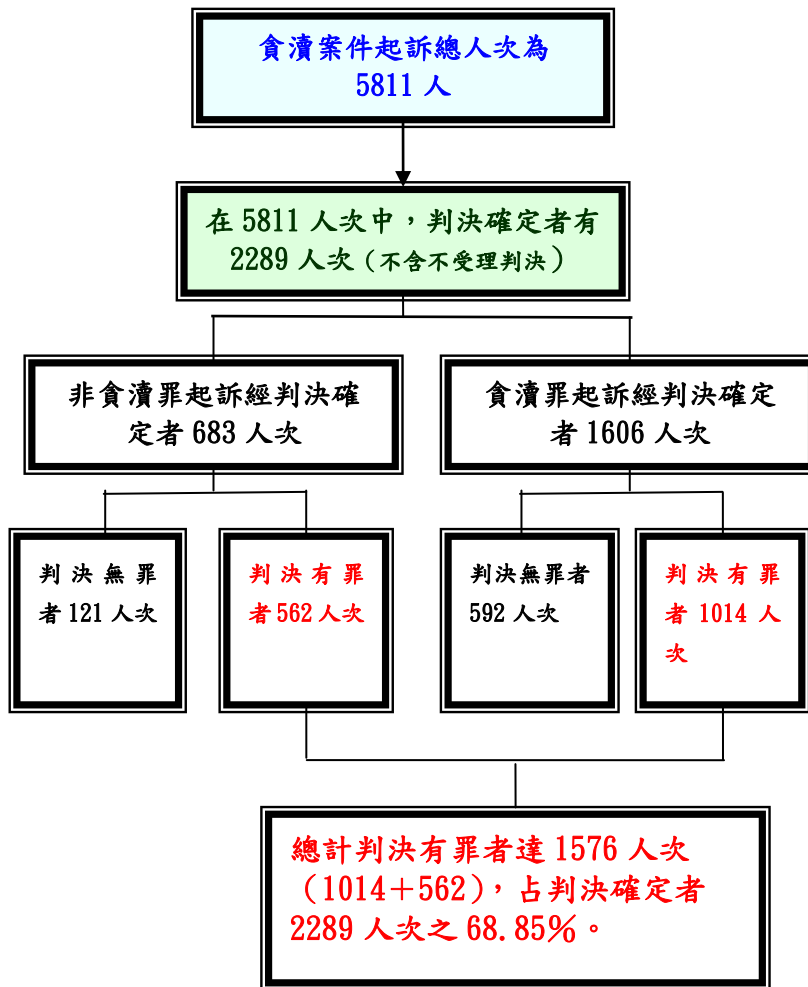 貪瀆案件起訴總人次為
5811 人
在 5811 人次中，判決確定者有
2289 人次（不含不受理判決）
非貪瀆罪起訴經判決確
定者 683 人次
貪瀆罪起訴經判決確定
者 1606 人次
判決無罪
者 121 人次
判決有罪
者 562 人次
判決無罪者
592 人次
判決有罪
者 1014 人
次
總計判決有罪者達 1576 人次
（1014＋562），占判決確定者
2289 人次之 68.85％。